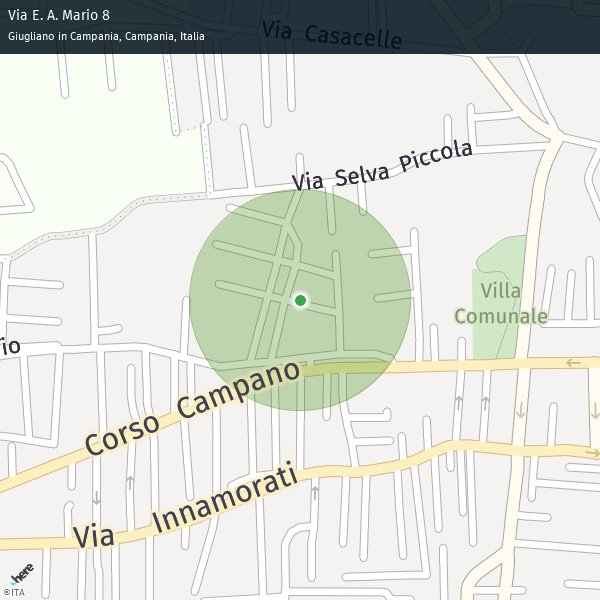 Via E. A. Mario 8
Giugliano in Campania, Campania, Italia
Via Casacelle
Via Selva Piccola
Villa
Comunale
Corso Campano
Via Innamorati
here
©ITA